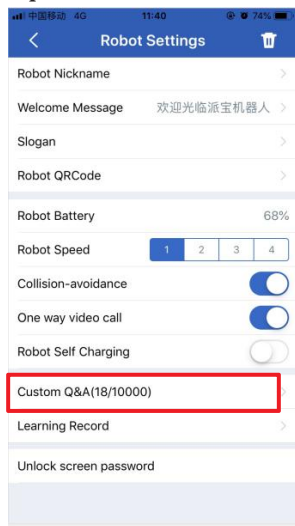 中国移动 4G 11:40 74%
Robot Settings
Robot Nickname
Welcome Message 欢迎光临派宝机器人
Slogan
Robot QRCode
Robot Battery 68%
Robot Speed 1 2 3 4
Collision-avoidance
One way video call
Robot Self Charging
Custom Q&A(18/10000)
Learning Record
Unlock screen password